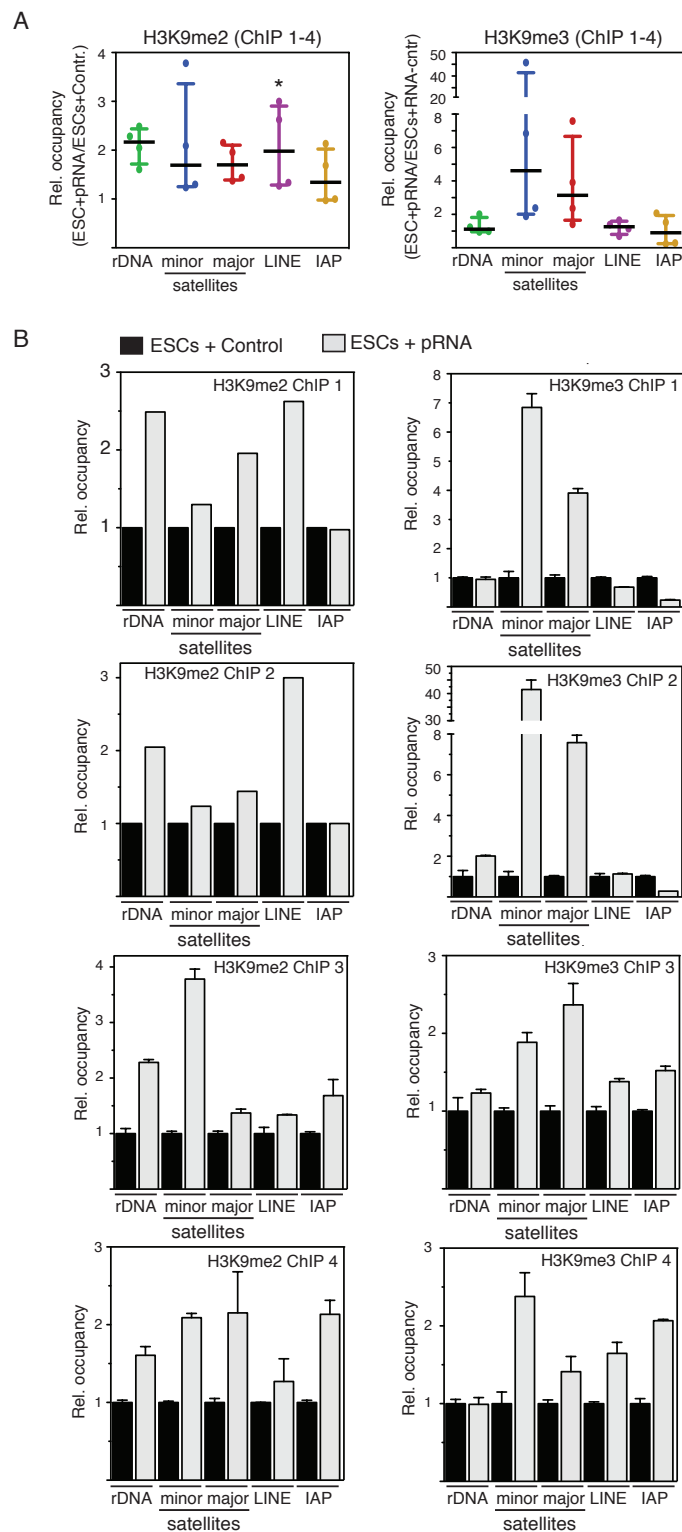 A
H3K9me2 (ChIP 1-4)
Rel. occupancy
(ESC+pRNA/ESCs+Contr.)
4
3
2
1
0
*
rDNA minor major LINE IAP
satellites
H3K9me3 (ChIP 1-4)
Rel. occupancy
(ESC+pRNA/ESCs+RNA-cntr)
50
40
30
20
10
8
6
4
2
rDNA minor major LINE IAP
satellites
B
ESCs + Control
ESCs + pRNA
H3K9me2 ChIP 1
Rel. occupancy
3
2
1
rDNA minor major LINE IAP
satellites
H3K9me3 ChIP 1
Rel. occupancy
8
7
6
5
4
3
2
1
rDNA minor major LINE IAP
satellites
H3K9me2 ChIP 2
Rel. occupancy
3
2
1
rDNA minor major LINE IAP
satellites
H3K9me3 ChIP 2
Rel. occupancy
50
40
30
8
6
4
2
rDNA minor major LINE IAP
satellites
H3K9me2 ChIP 3
Rel. occupancy
4
3
2
1
rDNA minor major LINE IAP
satellites
H3K9me3 ChIP 3
Rel. occupancy
3
2
1
rDNA minor major LINE IAP
satellites
H3K9me2 ChIP 4
Rel. occupancy
3
2
1
rDNA minor major LINE IAP
satellites
H3K9me3 ChIP 4
Rel. occupancy
3
2
1
rDNA minor major LINE IAP
satellites